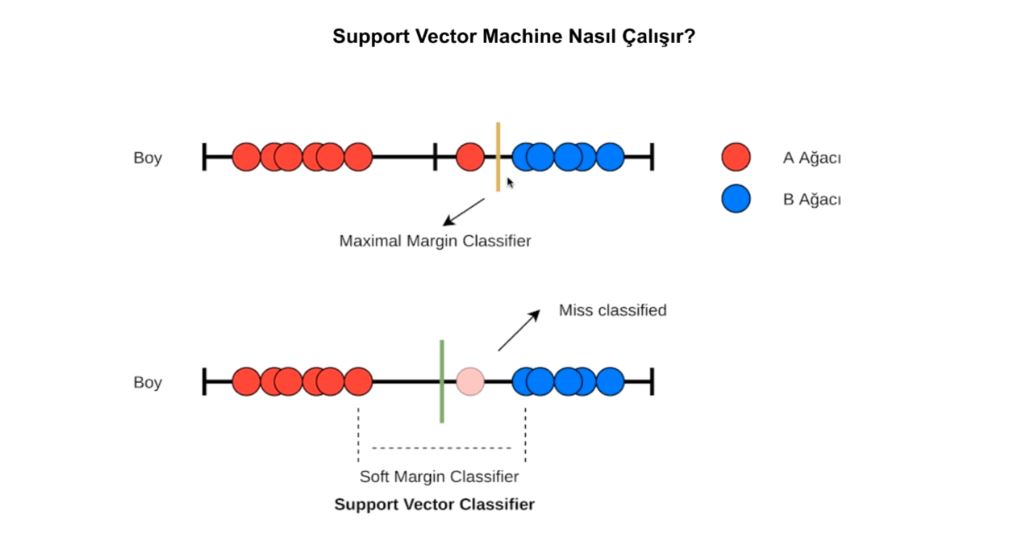 Support Vector Machine Nasıl Çalışır?
Boy
A Ağacı
B Ağacı
Maximal Margin Classifier
Miss classified
Boy
Soft Margin Classifier
Support Vector Classifier